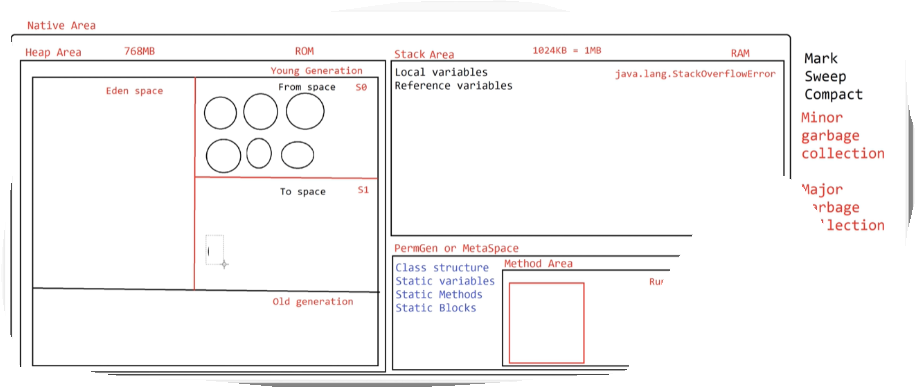 Native Area
Heap Area 768MB ROM
Stack Area 1024KB = 1MB RAM
Young Generation
Eden space
From space S0
To space S1
Old generation
Local variables
Reference variables
java.lang.StackOverflowError
PermGen or MetaSpace
Class structure
Static variables
Static Methods
Static Blocks
Method Area
Mark
Sweep
Compact
Minor
garbage
collection
Major